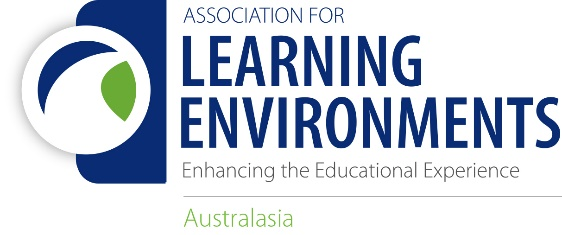 ASSOCIATION FOR
LEARNING
ENVIRONMENTS
Enhancing the Educational Experience
Australasia